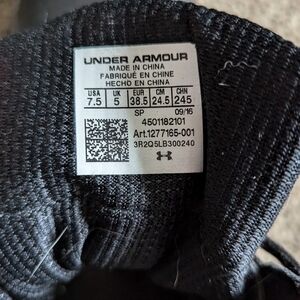 UNDER ARMOUR
MADE IN CHINA
FABRIQUÉ EN CHINE
HECHO EN CHINA
USA UK EUR CM CHN
7.5 5 38.5 24.5 245
SP 09/16
4501182101
Art.1277165-001
3R2Q5LB300240